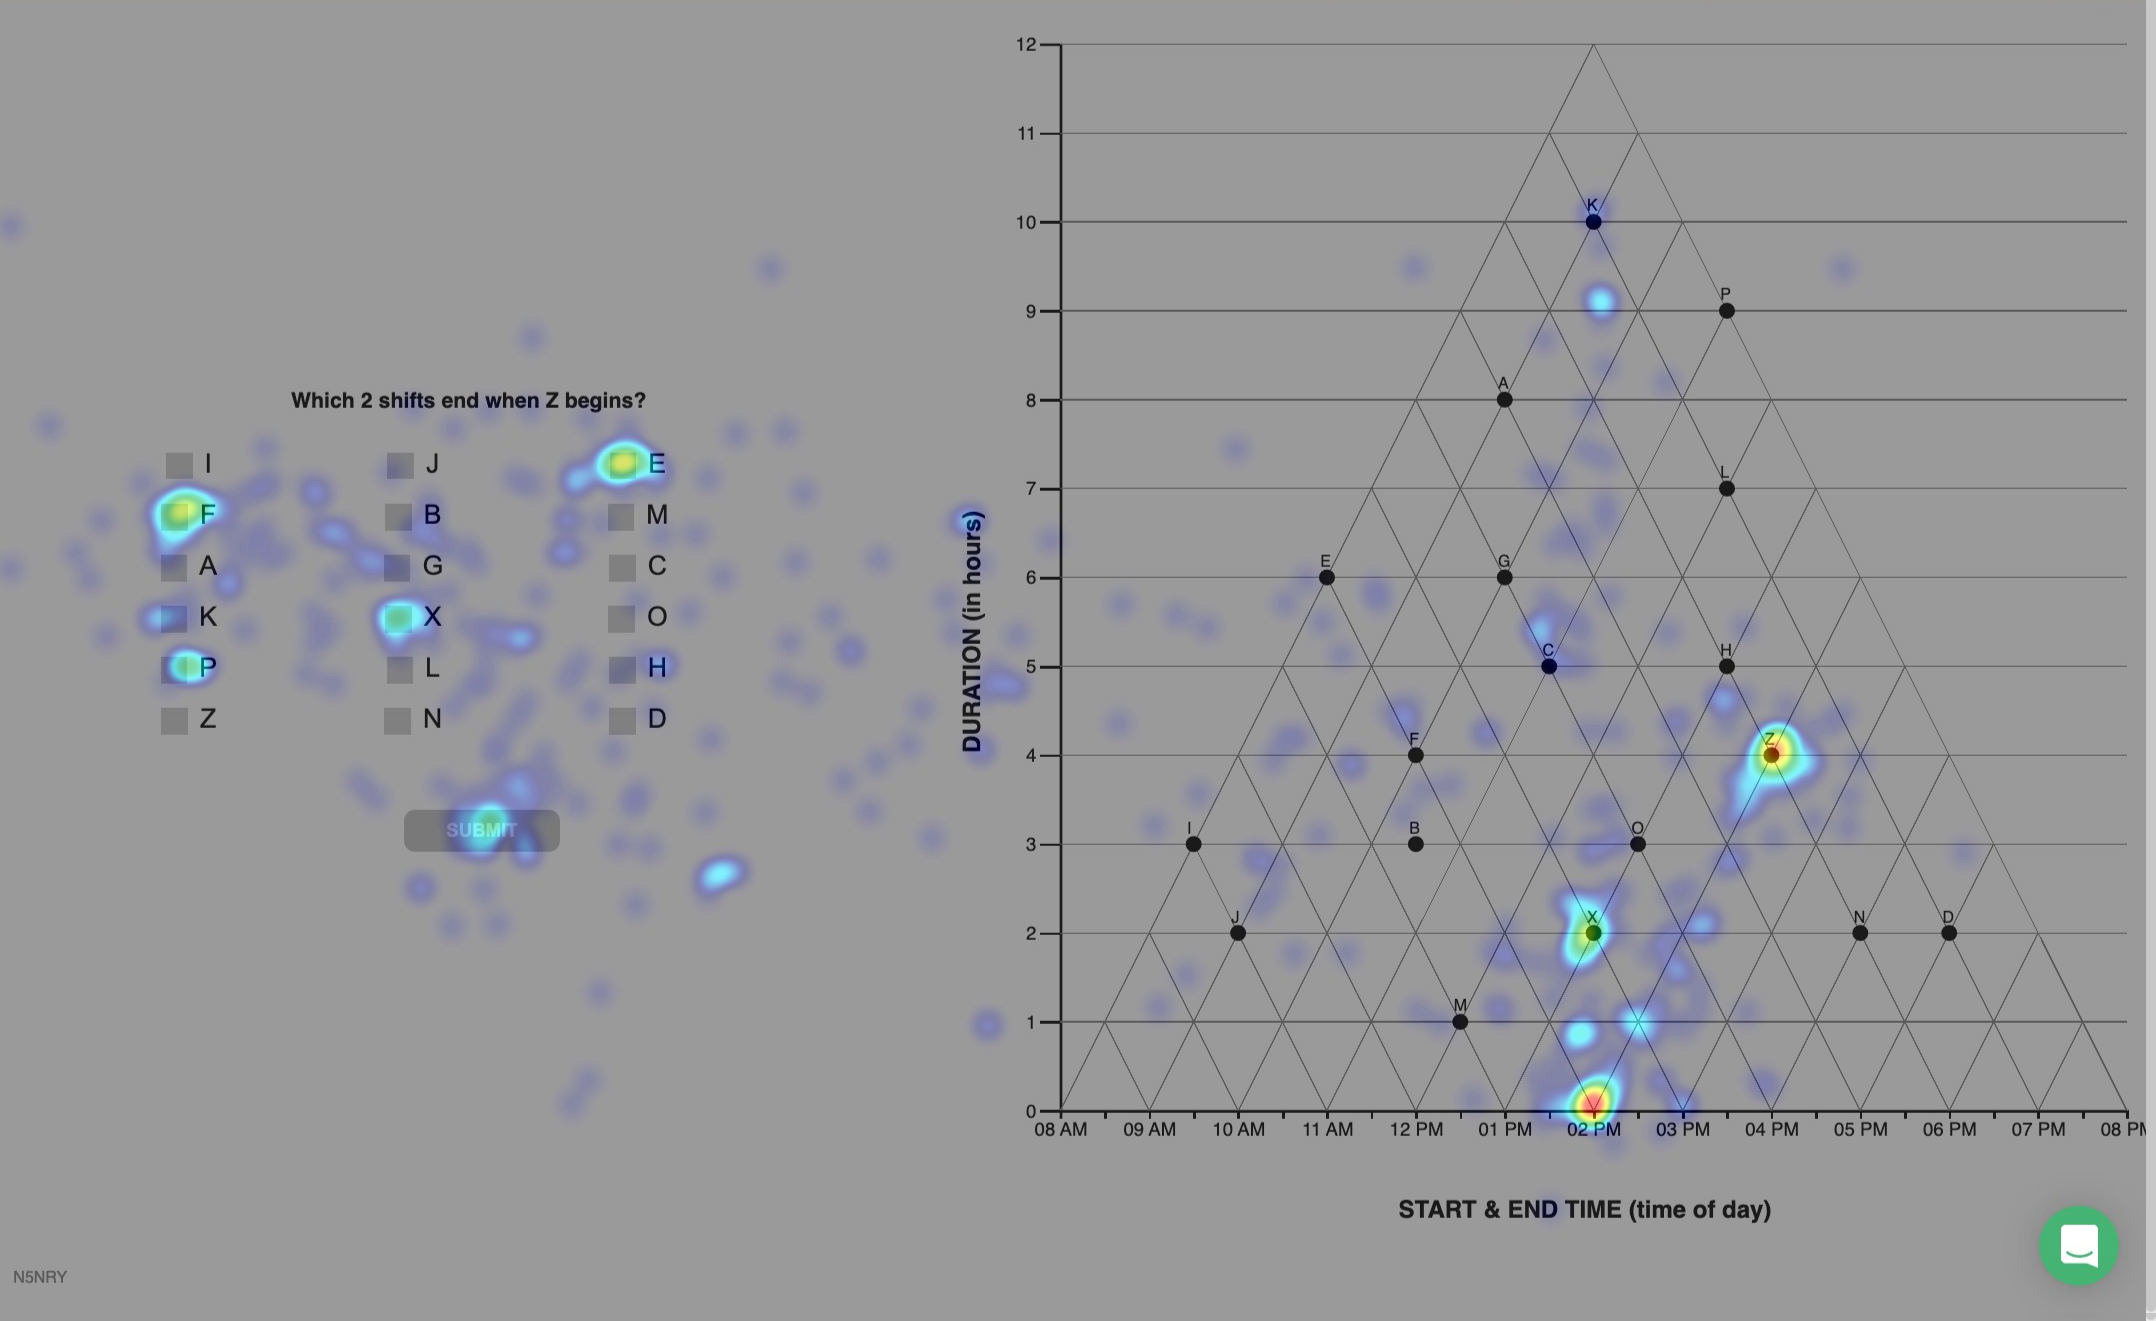 Which 2 shifts end when Z begins?
I J E
F B M
A G C
K X O
P L H
Z N D
SUBMIT
N5NRY
DURATION (in hours)
12
11
10
9
8
7
6
5
4
3
2
1
0
K
P
A
L
E G
C H
F Z
I B O
J X N D
M
08 AM 09 AM 10 AM 11 AM 12 PM 01 PM 02 PM 03 PM 04 PM 05 PM 06 PM 07 PM 08 PM
START & END TIME (time of day)